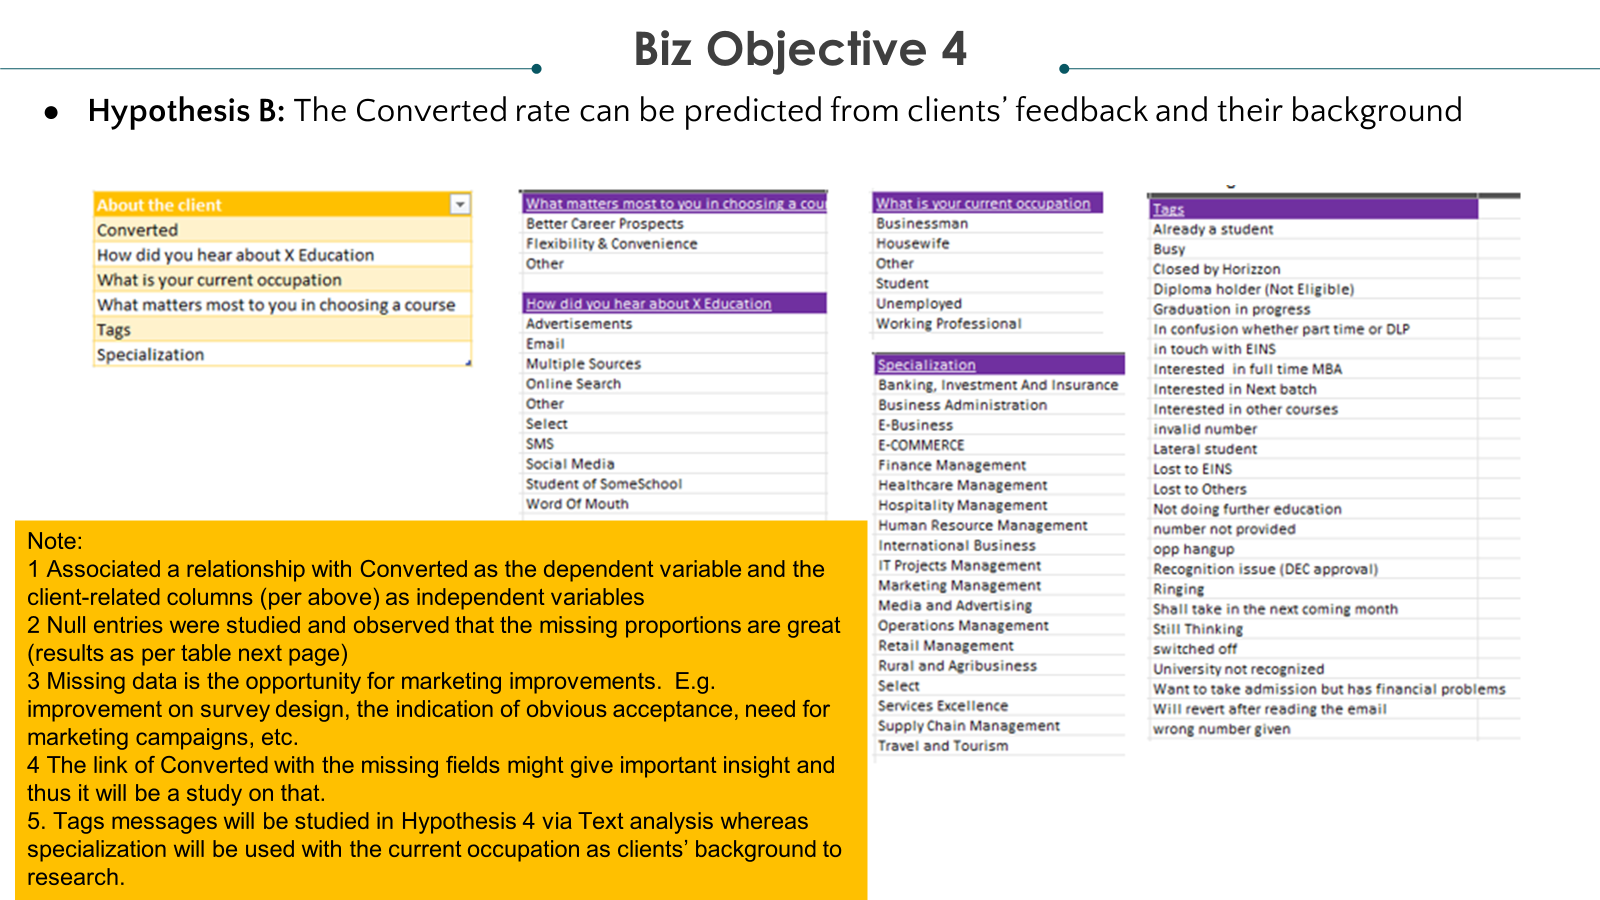 Biz Objective 4
● Hypothesis B: The Converted rate can be predicted from clients' feedback and their background
About the client
Converted
How did you hear about X Education
What is your current occupation
What matters most to you in choosing a course
Tags
Specialization
What matters most to you in choosing a cou
Better Career Prospects
Flexibility & Convenience
Other
How did you hear about X Education
Advertisements
Email
Multiple Sources
Online Search
Other
Select
SMS
Social Media
Student of SomeSchool
Word Of Mouth
What is your current occupation
Businessman
Housewife
Other
Student
Unemployed
Working Professional
Specialization
Banking, Investment And Insurance
Business Administration
E-Business
E-COMMERCE
Finance Management
Healthcare Management
Hospitality Management
Human Resource Management
International Business
IT Projects Management
Marketing Management
Media and Advertising
Operations Management
Retail Management
Rural and Agribusiness
Select
Services Excellence
Supply Chain Management
Travel and Tourism
Tags
Already a student
Busy
Closed by Horizzon
Diploma holder (Not Eligible)
Graduation in progress
In confusion whether part time or DLP
in touch with EINS
Interested  in full time MBA
Interested in Next batch
Interested in other courses
invalid number
Lateral student
Lost to EINS
Lost to Others
Not doing further education
number not provided
opp hangup
Recognition issue (DEC approval)
Ringing
Shall take in the next coming month
Still Thinking
switched off
University not recognized
Want to take admission but has financial problems
Will revert after reading the email
wrong number given
Note:
1 Associated a relationship with Converted as the dependent variable and the
client-related columns (per above) as independent variables
2 Null entries were studied and observed that the missing proportions are great
(results as per table next page)
3 Missing data is the opportunity for marketing improvements.  E.g.
improvement on survey design, the indication of obvious acceptance, need for
marketing campaigns, etc.
4 The link of Converted with the missing fields might give important insight and
thus it will be a study on that.
5. Tags messages will be studied in Hypothesis 4 via Text analysis whereas
specialization will be used with the current occupation as clients' background to
research.